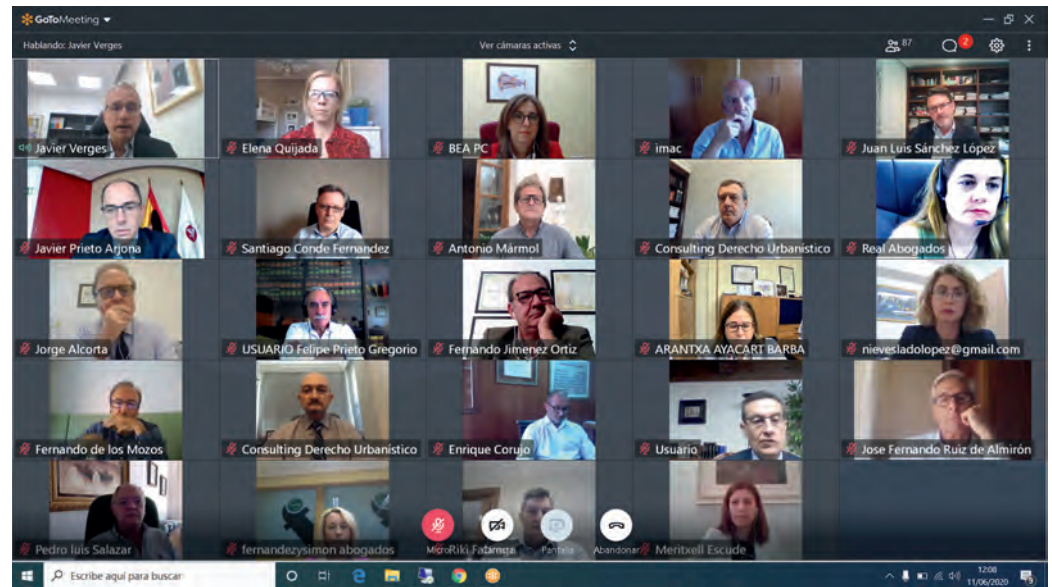 GoToMeeting
Hablando: Javier Verges
Ver cámaras activas
87
2
Javier Verges
Elena Quijada
BEA PC
imac
Juan Luis Sánchez López
Javier Prieto Arjona
Santiago Conde Fernandez
Antonio Mármol
Consulting Derecho Urbanístico
Real Abogados
Jorge Alcorta
USUARIO Felipe Prieto Gregorio
Fernando Jimenez Ortiz
ARANTXA AYACART BARBA
nievesladolopez@gmail.com
Fernando de los Mozos
Consulting Derecho Urbanístico
Enrique Corujo
Usuario
Jose Fernando Ruiz de Almirón
Pedro luis Salazar
fernandezysimon abogados
Micro
Riki
Pantalla
Abandonar
Meritxell Escude
Escribe aquí para buscar
12:08
11/06/2020